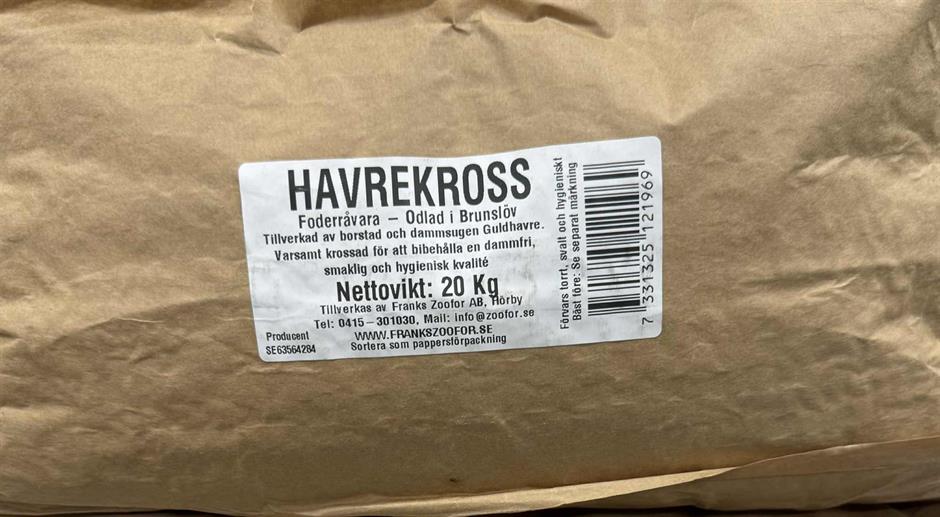 HAVREKROSS
Foderråvara – Odlad i Brunslöv
Tillverkad av borstad och dammsugen Guldhavre.
Varsamt krossad för att bibehålla en dammfri,
smaklig och hygienisk kvalité
Nettovikt: 20 Kg
Tillverkas av Franks Zoofor AB, Hörby
Tel: 0415–301030, Mail: info@zoofor.se
WWW.FRANKSZOOFOR.SE
Sortera som pappersförpackning
Producent
SE63564284
Förvars torrt, svalt och hygieniskt
Bäst före: Se separat märkning
7 331325 121969